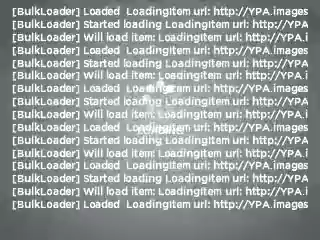 [BulkLoader] Loaded LoadingItem url: http://YPA.images
[BulkLoader] Started loading LoadingItem url: http://YPA
[BulkLoader] Will load item: LoadingItem url: http://YPA.i
[BulkLoader] Loaded LoadingItem url: http://YPA.images
[BulkLoader] Started loading LoadingItem url: http://YPA
[BulkLoader] Will load item: LoadingItem url: http://YPA.i
[BulkLoader] Loaded LoadingItem url: http://YPA.images
[BulkLoader] Started loading LoadingItem url: http://YPA
[BulkLoader] Will load item: LoadingItem url: http://YPA.i
[BulkLoader] Loaded LoadingItem url: http://YPA.images
LOADING
[BulkLoader] Started loading LoadingItem url: http://YPA
[BulkLoader] Will load item: LoadingItem url: http://YPA.i
[BulkLoader] Loaded LoadingItem url: http://YPA.images
[BulkLoader] Started loading LoadingItem url: http://YPA
[BulkLoader] Will load item: LoadingItem url: http://YPA.i
[BulkLoader] Loaded LoadingItem url: http://YPA.images